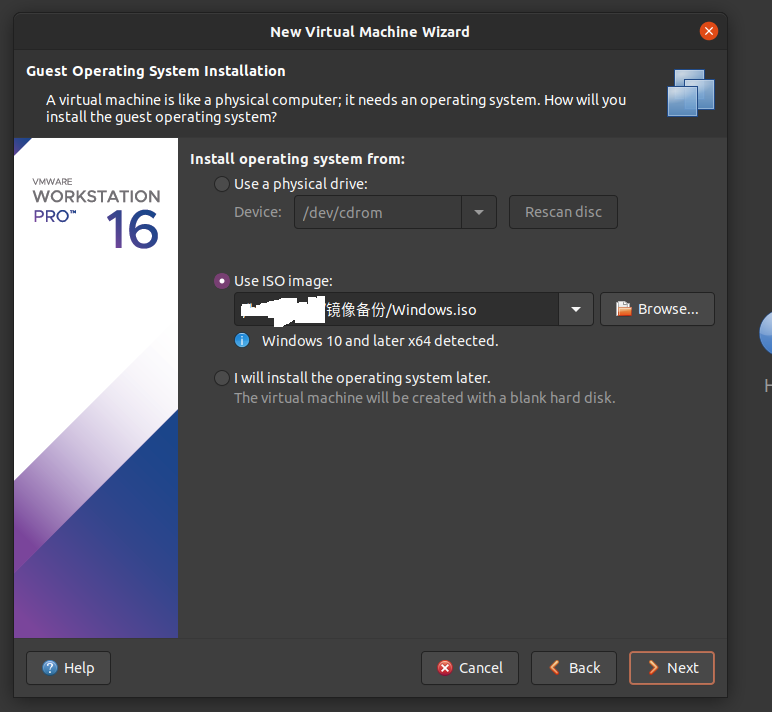 New Virtual Machine Wizard
Guest Operating System Installation
A virtual machine is like a physical computer; it needs an operating system. How will you
install the guest operating system?
VMWARE
WORKSTATION
PRO™ 16
Install operating system from:
Use a physical drive:
Device: /dev/cdrom Rescan disc
Use ISO image:
/镜像备份/Windows.iso Browse...
Windows 10 and later x64 detected.
I will install the operating system later.
The virtual machine will be created with a blank hard disk.
Help Cancel Back Next